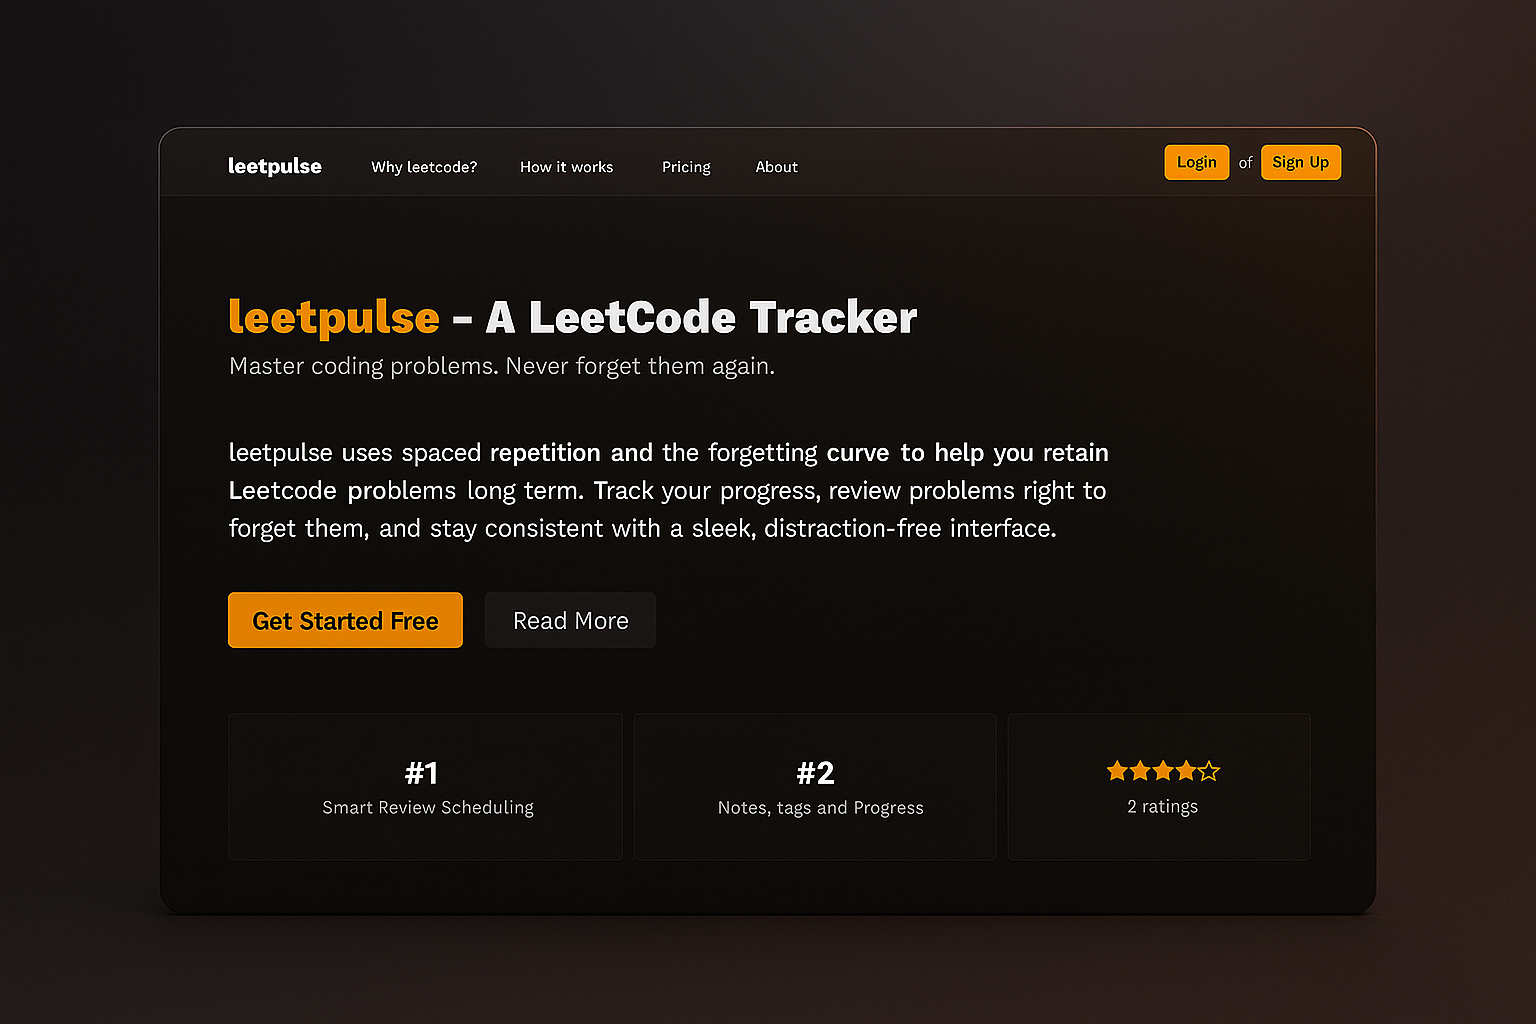 leetpulse Why leetcode? How it works Pricing About Login of Sign Up
leetpulse – A LeetCode Tracker
Master coding problems. Never forget them again.
leetpulse uses spaced repetition and the forgetting curve to help you retain
Leetcode problems long term. Track your progress, review problems right to
forget them, and stay consistent with a sleek, distraction-free interface.
Get Started Free Read More
#1
Smart Review Scheduling
#2
Notes, tags and Progress
2 ratings